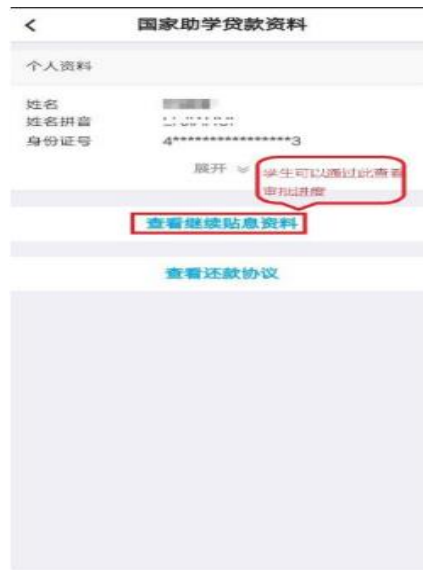 国家助学贷款资料
个人资料
姓名
姓名拼音
身份证号 4****************3
展开
学生可以通过此查看
审批进度
查看继续贴息资料
查看还款协议